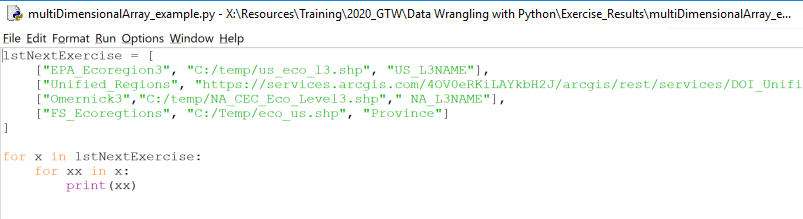 multiDimensionalArray_example.py - X:\Resources\Training\2020_GTW\Data Wrangling with Python\Exercise_Results\multiDimensionalArray_e...
File Edit Format Run Options Window Help
lstNextExercise = [
    ["EPA_Ecoregion3", "C:/temp/us_eco_l3.shp", "US_L3NAME"],
    ["Unified_Regions", "https://services.arcgis.com/4OV0eRKiLAYkbH2J/arcgis/rest/services/DOI_Unifi
    ["Omernick3","C:/temp/NA_CEC_Eco_Level3.shp"," NA_L3NAME"],
    ["FS_Ecoregtions", "C:/Temp/eco_us.shp", "Province"]
]
for x in lstNextExercise:
    for xx in x:
        print(xx)